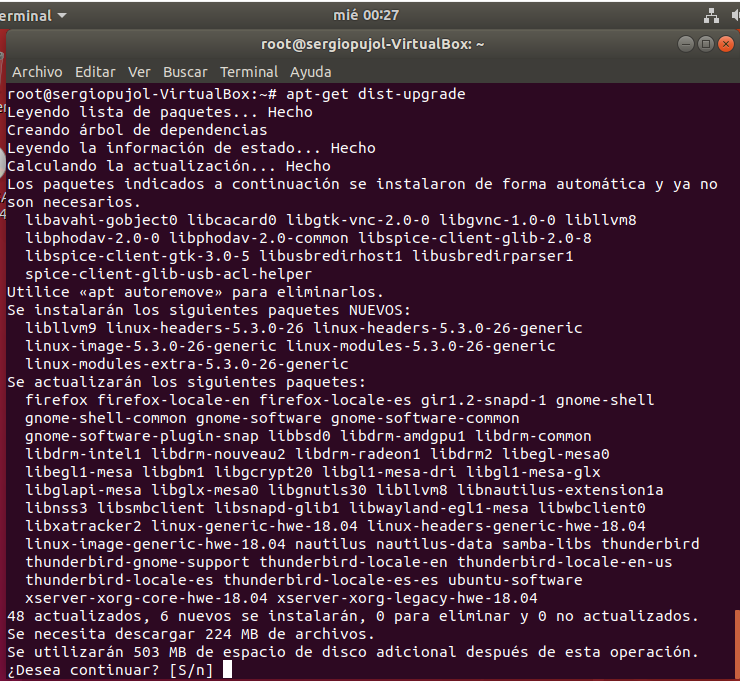 erminal
mié 00:27
root@sergiopujol-VirtualBox: ~
Archivo Editar Ver Buscar Terminal Ayuda
root@sergiopujol-VirtualBox:~# apt-get dist-upgrade
Leyendo lista de paquetes... Hecho
Creando árbol de dependencias
Leyendo la información de estado... Hecho
Calculando la actualización... Hecho
Los paquetes indicados a continuación se instalaron de forma automática y ya no
son necesarios.
libavahi-gobject0 libcacard0 libgtk-vnc-2.0-0 libgvnc-1.0-0 libllvm8
libphodav-2.0-0 libphodav-2.0-common libspice-client-glib-2.0-8
libspice-client-gtk-3.0-5 libusbredirhost1 libusbredirparser1
spice-client-glib-usb-acl-helper
Utilice «apt autoremove» para eliminarlos.
Se instalarán los siguientes paquetes NUEVOS:
libllvm9 linux-headers-5.3.0-26 linux-headers-5.3.0-26-generic
linux-image-5.3.0-26-generic linux-modules-5.3.0-26-generic
linux-modules-extra-5.3.0-26-generic
Se actualizarán los siguientes paquetes:
firefox firefox-locale-en firefox-locale-es gir1.2-snapd-1 gnome-shell
gnome-shell-common gnome-software gnome-software-common
gnome-software-plugin-snap libbsd0 libdrm-amdgpu1 libdrm-common
libdrm-intel1 libdrm-nouveau2 libdrm-radeon1 libdrm2 libegl-mesa0
libegl1-mesa libgbm1 libgcrypt20 libgl1-mesa-dri libgl1-mesa-glx
libglapi-mesa libglx-mesa0 libgnutls30 libllvm8 libnautilus-extension1a
libnss3 libsmbclient libsnapd-glib1 libwayland-egl1-mesa libwbclient0
libxatracker2 linux-generic-hwe-18.04 linux-headers-generic-hwe-18.04
linux-image-generic-hwe-18.04 nautilus nautilus-data samba-libs thunderbird
thunderbird-gnome-support thunderbird-locale-en thunderbird-locale-en-us
thunderbird-locale-es thunderbird-locale-es-es ubuntu-software
xserver-xorg-core-hwe-18.04 xserver-xorg-legacy-hwe-18.04
48 actualizados, 6 nuevos se instalarán, 0 para eliminar y 0 no actualizados.
Se necesita descargar 224 MB de archivos.
Se utilizarán 503 MB de espacio de disco adicional después de esta operación.
¿Desea continuar? [S/n]